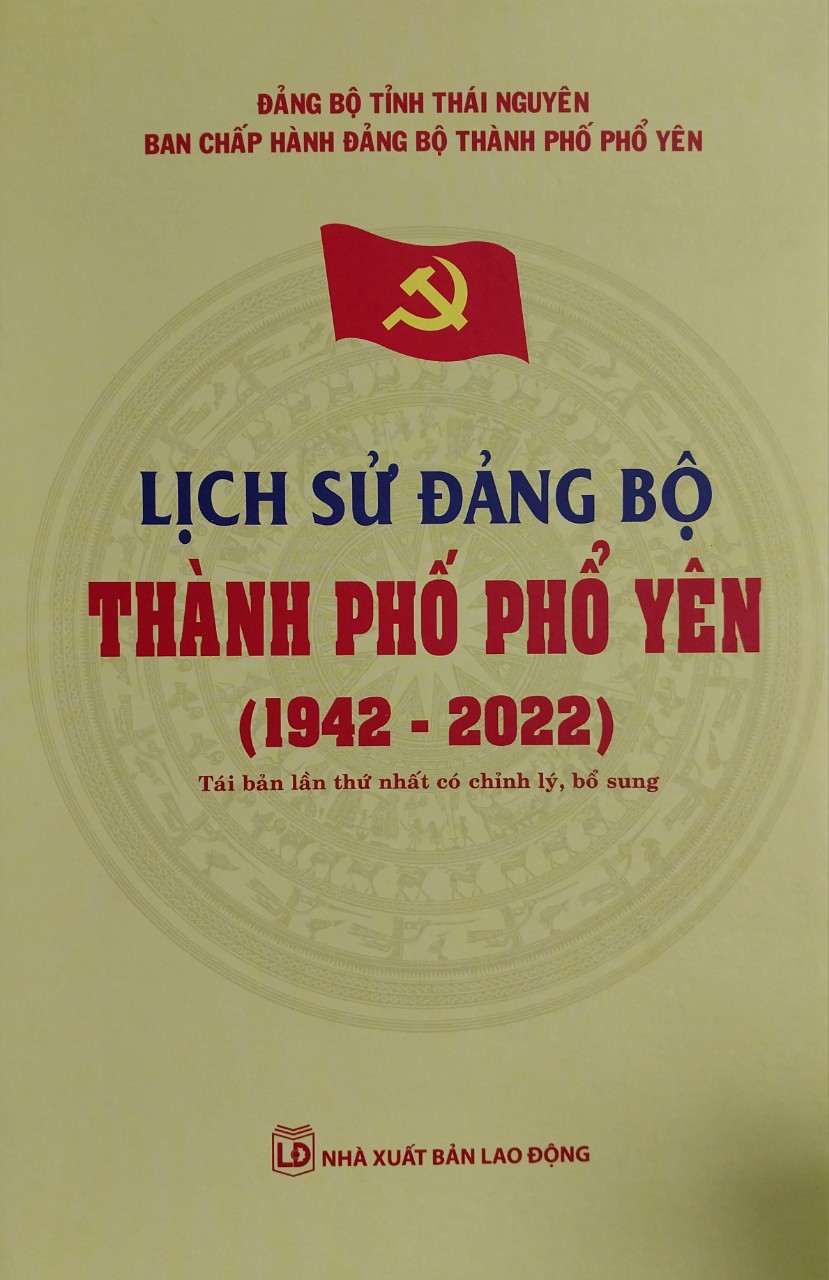 ĐẢNG BỘ TỈNH THÁI NGUYÊN
BAN CHẤP HÀNH ĐẢNG BỘ THÀNH PHỐ PHỔ YÊN
LỊCH SỬ ĐẢNG BỘ
THÀNH PHỐ PHỔ YÊN
(1942 - 2022)
Tái bản lần thứ nhất có chỉnh lý, bổ sung
LĐ NHÀ XUẤT BẢN LAO ĐỘNG